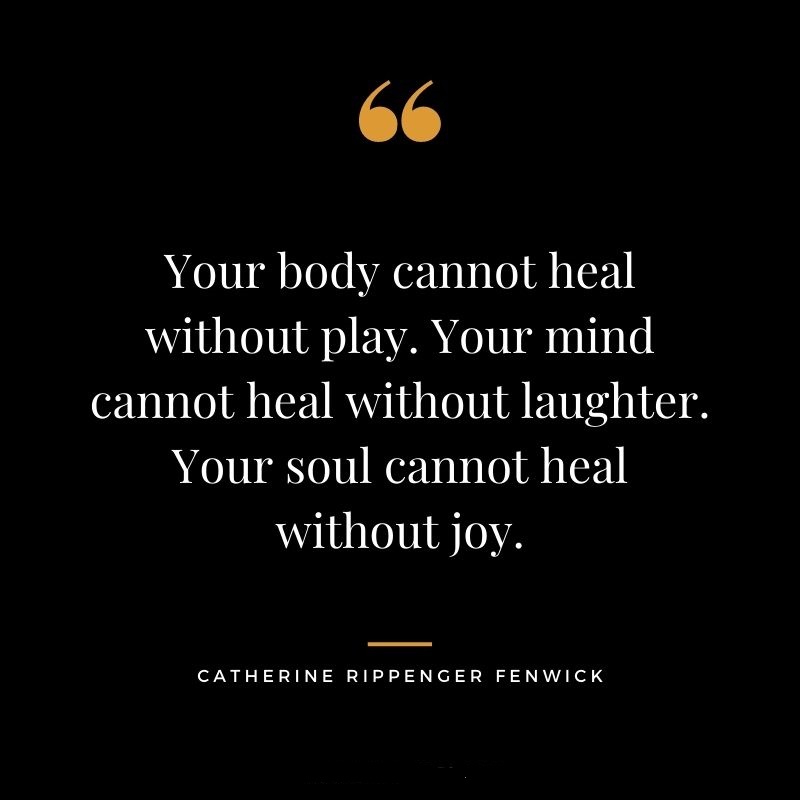 “
Your body cannot heal
without play. Your mind
cannot heal without laughter.
Your soul cannot heal
without joy.
CATHERINE RIPPENGER FENWICK